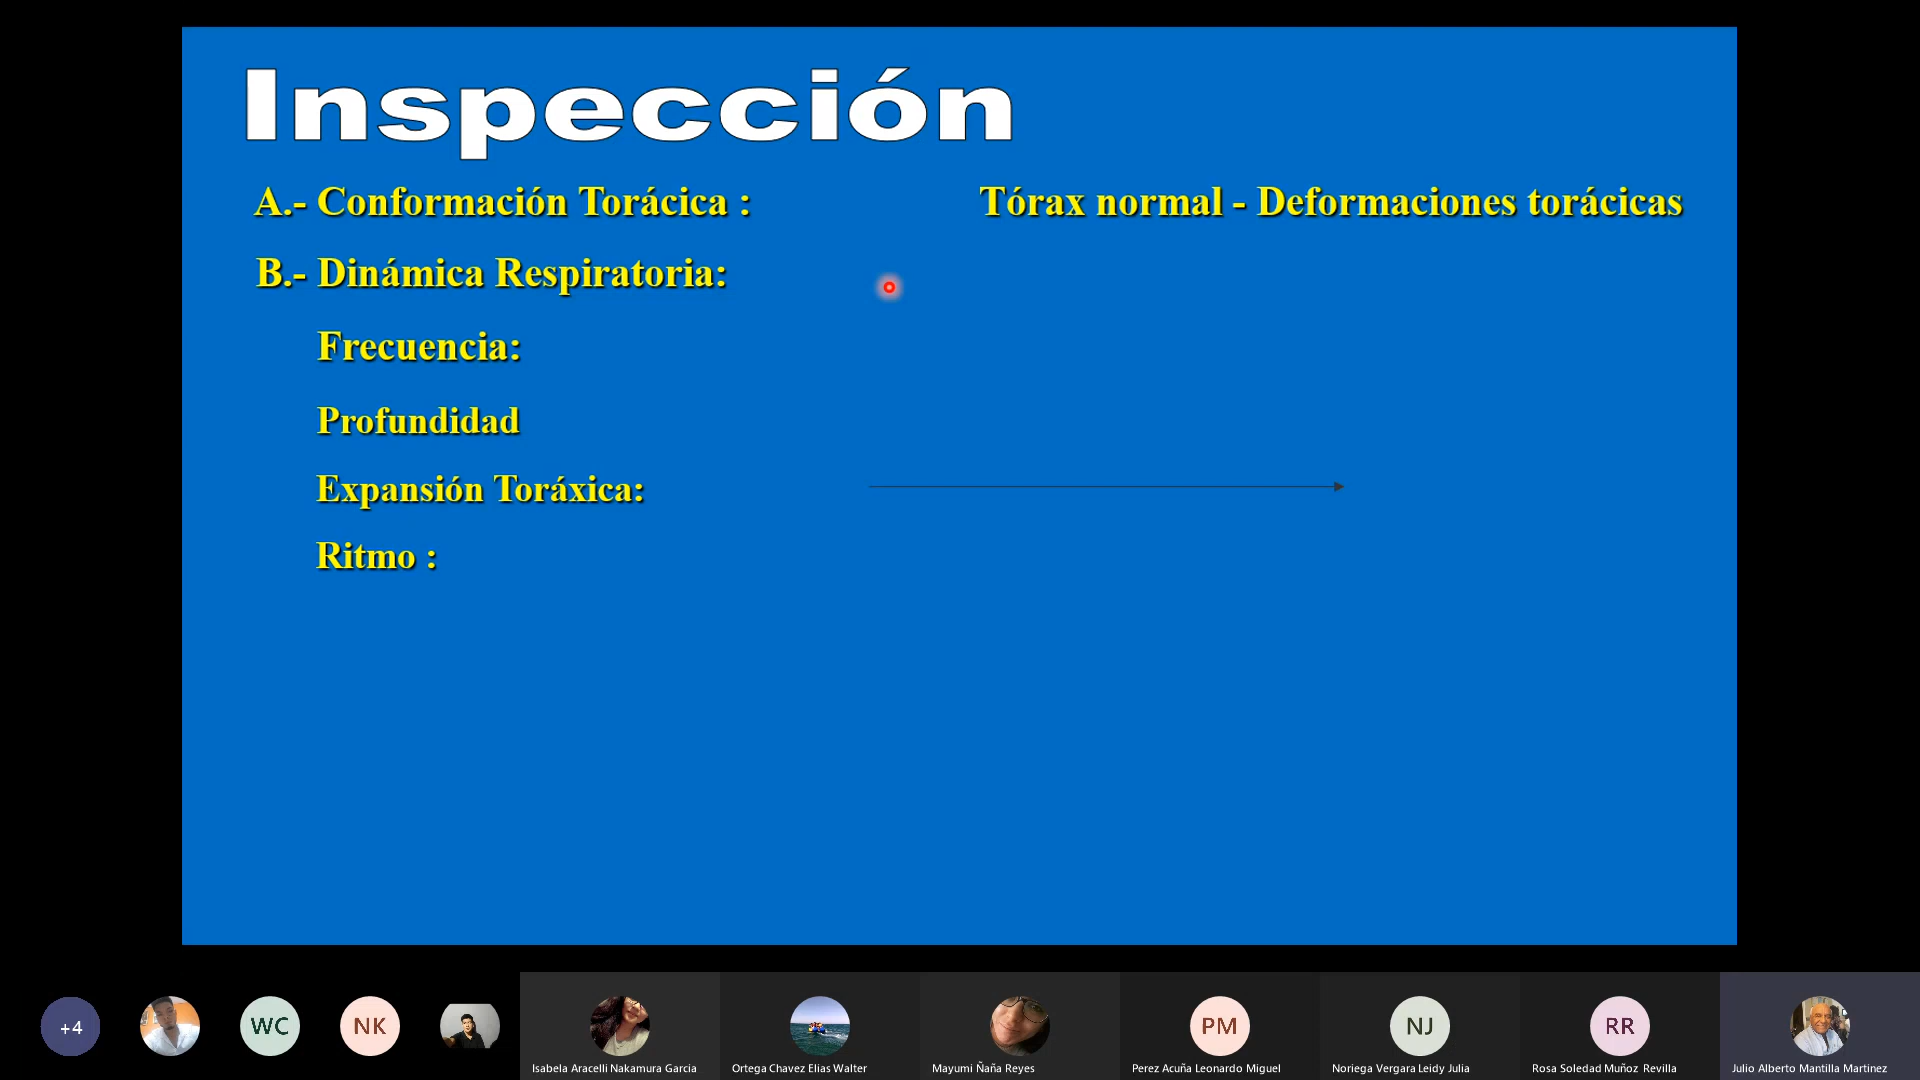 Inspección
A.- Conformación Torácica : Tórax normal - Deformaciones torácicas
B.- Dinámica Respiratoria:
Frecuencia:
Profundidad
Expansión Toráxica:
Ritmo :
+4
WC
NK
PM
NJ
RR
Isabela Aracelli Nakamura Garcia
Ortega Chavez Elias Walter
Mayumi Ñaña Reyes
Perez Acuña Leonardo Miguel
Noriega Vergara Leidy Julia
Rosa Soledad Muñoz Revilla
Julio Alberto Mantilla Martinez